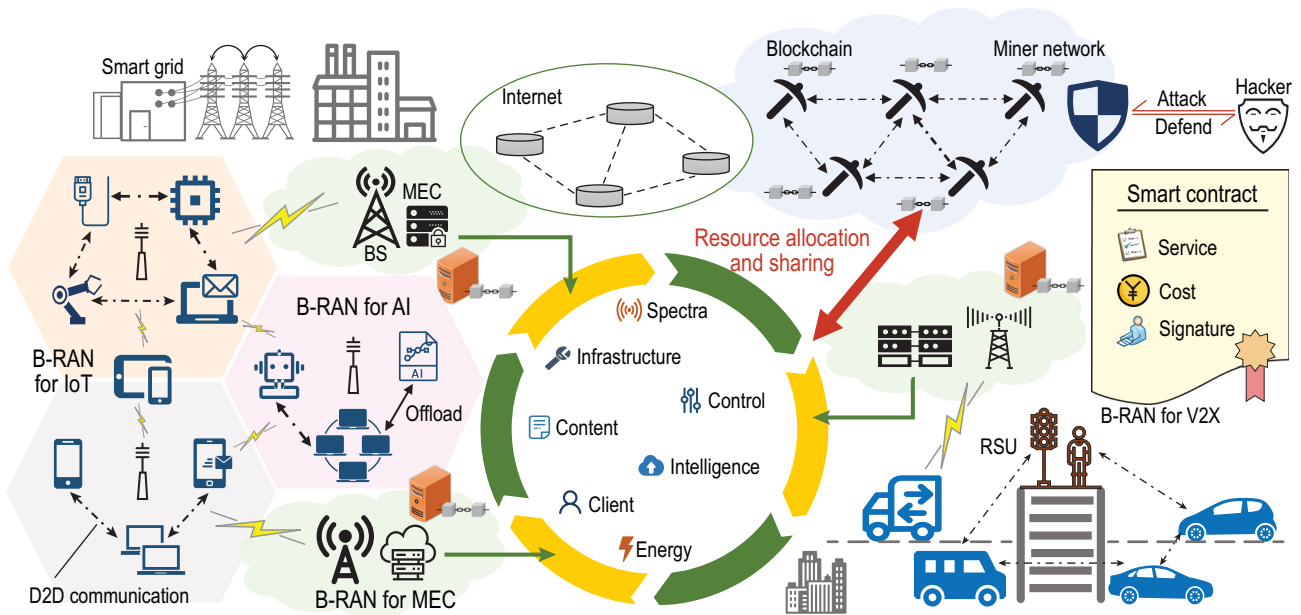 Smart grid
Internet
Blockchain
Miner network
Attack
Defend
Hacker
MEC
BS
Resource allocation
and sharing
Smart contract
Service
Cost
Signature
B-RAN for AI
B-RAN
for IoT
AI
Offload
Spectra
Infrastructure
Control
Content
Intelligence
Client
Energy
B-RAN for V2X
RSU
D2D communication
B-RAN for MEC